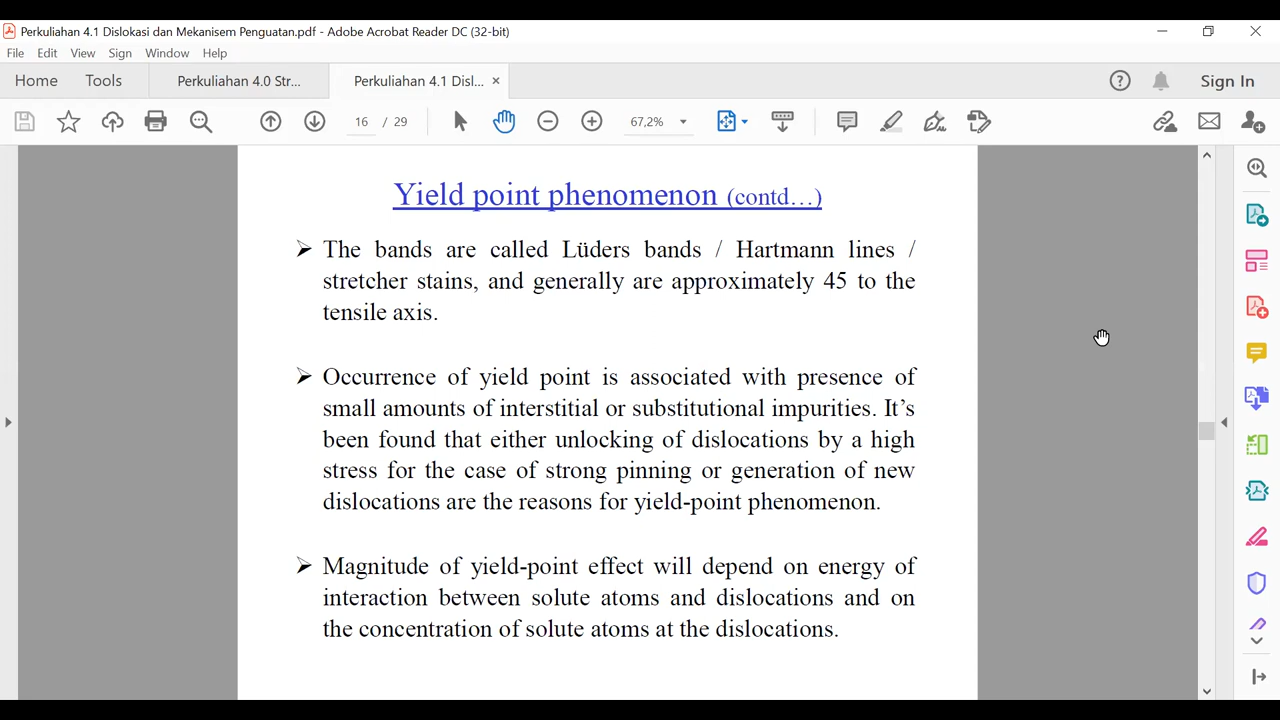 Perkuliahan 4.1 Dislokasi dan Mekanisem Penguatan.pdf - Adobe Acrobat Reader DC (32-bit)
File Edit View Sign Window Help
Home Tools Perkuliahan 4.0 Str... Perkuliahan 4.1 Disl... × Sign In
16 / 29 67,2%
Yield point phenomenon (contd…)
➢ The bands are called Lüders bands / Hartmann lines /
stretcher stains, and generally are approximately 45 to the
tensile axis.
➢ Occurrence of yield point is associated with presence of
small amounts of interstitial or substitutional impurities. It’s
been found that either unlocking of dislocations by a high
stress for the case of strong pinning or generation of new
dislocations are the reasons for yield-point phenomenon.
➢ Magnitude of yield-point effect will depend on energy of
interaction between solute atoms and dislocations and on
the concentration of solute atoms at the dislocations.